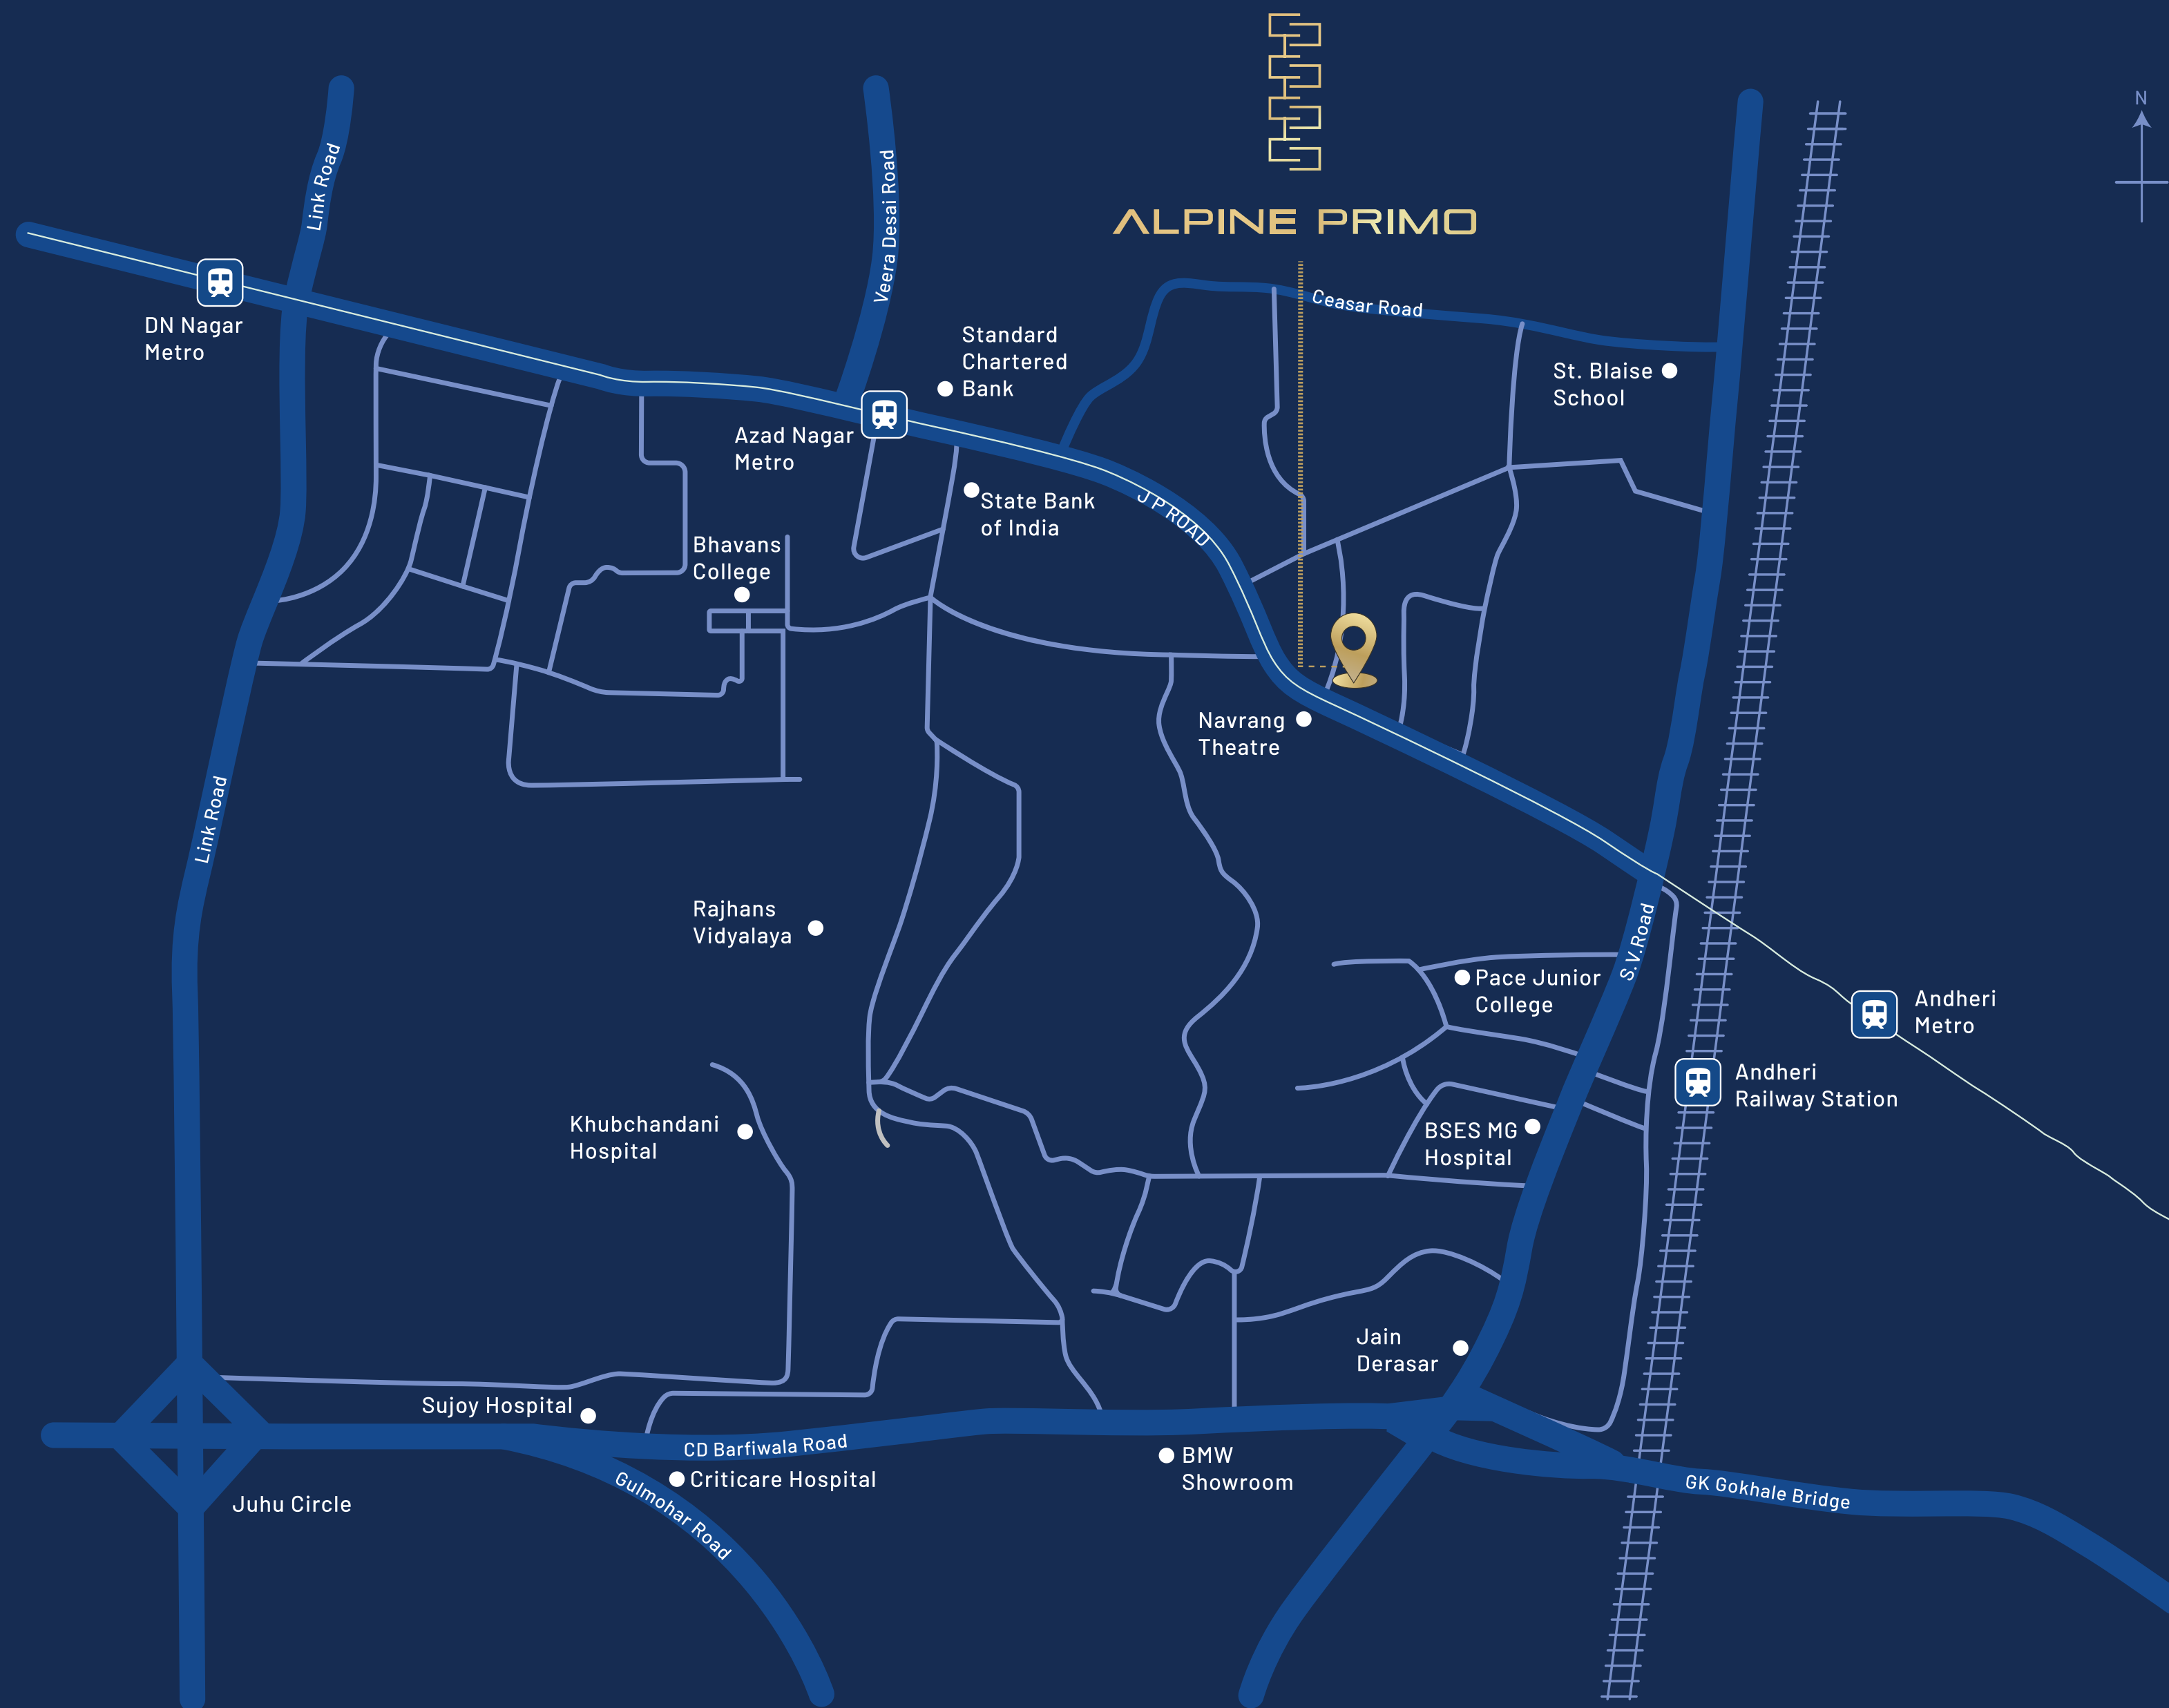 N
Link Road
Veera Desai Road
ALPINE PRIMO
Ceasar Road
DN Nagar
Metro
Standard
Chartered
Bank
St. Blaise
School
Azad Nagar
Metro
State Bank
of India
J P ROAD
Bhavans
College
Navrang
Theatre
Link Road
Rajhans
Vidyalaya
S.V.Road
Pace Junior
College
Andheri
Metro
Andheri
Railway Station
Khubchandani
Hospital
BSES MG
Hospital
Jain
Derasar
Sujoy Hospital
CD Barfiwala Road
BMW
Showroom
Criticare Hospital
GK Gokhale Bridge
Juhu Circle
Gulmohar Road